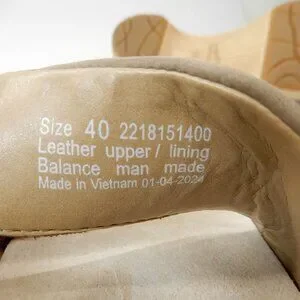 Size 40 2218151400
Leather upper / lining
Balance man made
Made in Vietnam 01-04-2024